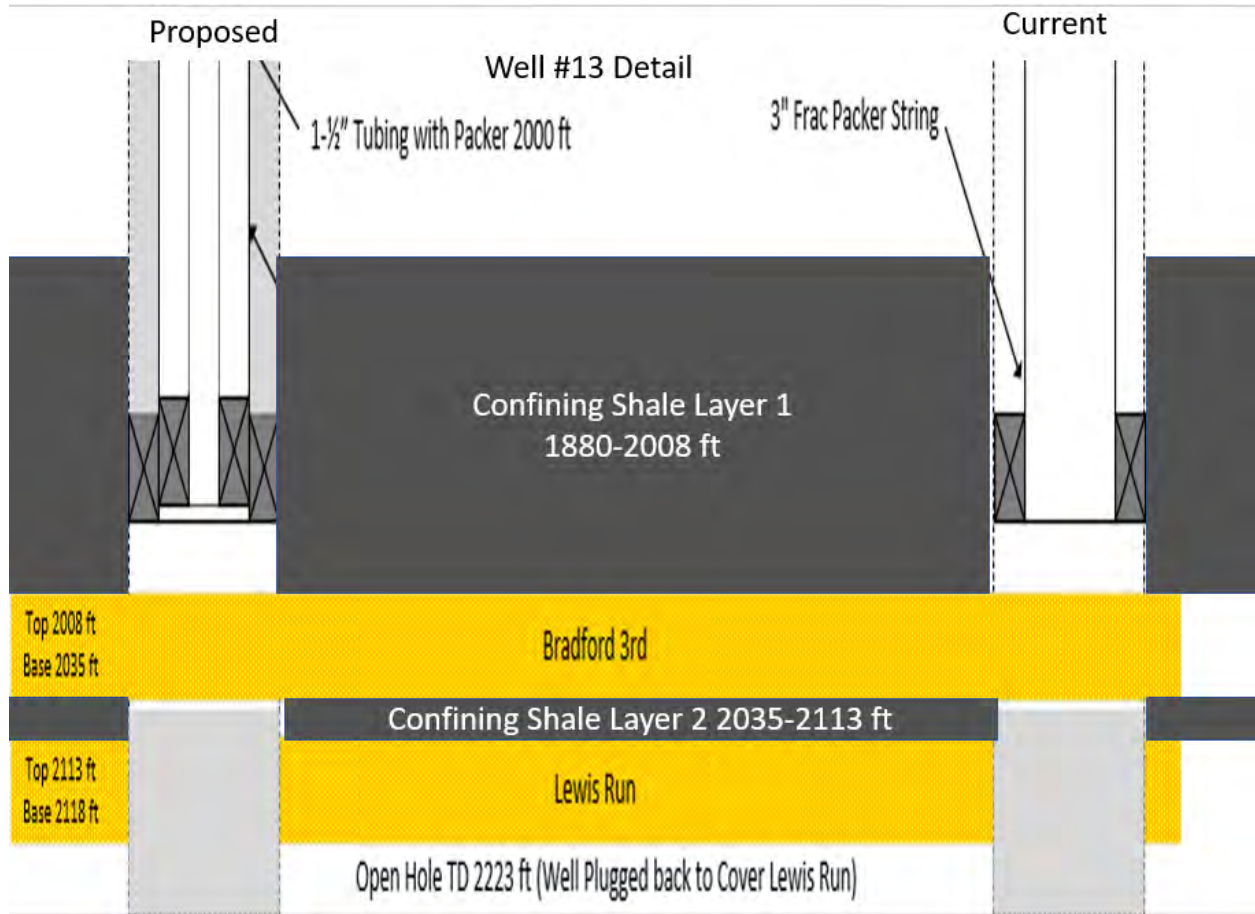 Proposed
Current
Well #13 Detail
1-½" Tubing with Packer 2000 ft
3" Frac Packer String
Confining Shale Layer 1
1880-2008 ft
Top 2008 ft
Base 2035 ft
Bradford 3rd
Confining Shale Layer 2 2035-2113 ft
Top 2113 ft
Base 2118 ft
Lewis Run
Open Hole TD 2223 ft (Well Plugged back to Cover Lewis Run)